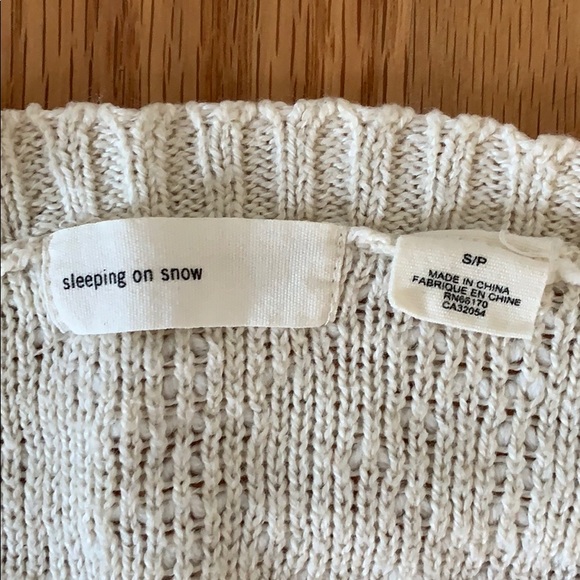 sleeping on snow
S/P
MADE IN CHINA
FABRIQUE EN CHINE
RN66170
CA32054